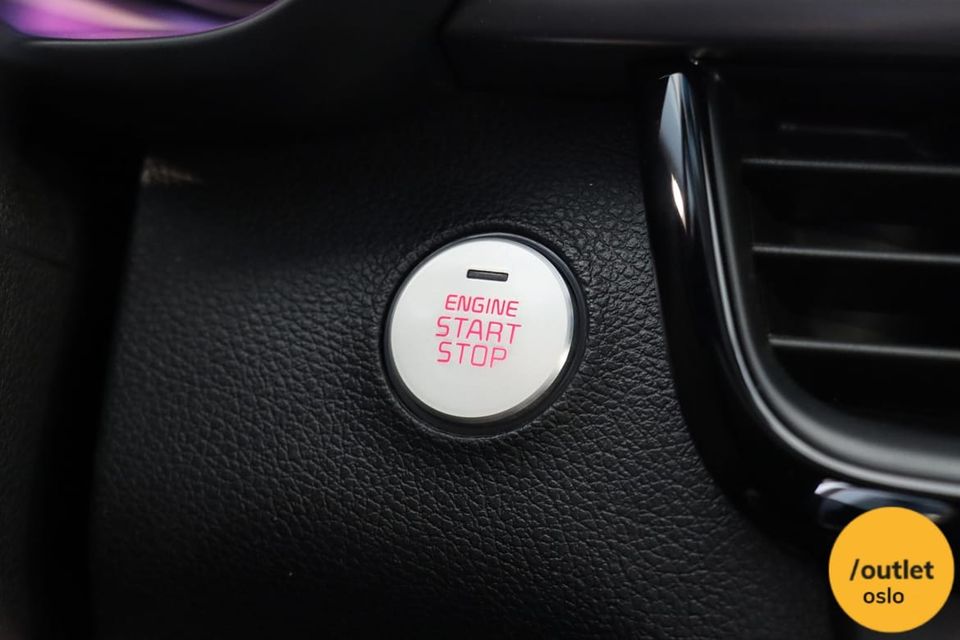 ENGINE
START
STOP
/outlet
oslo